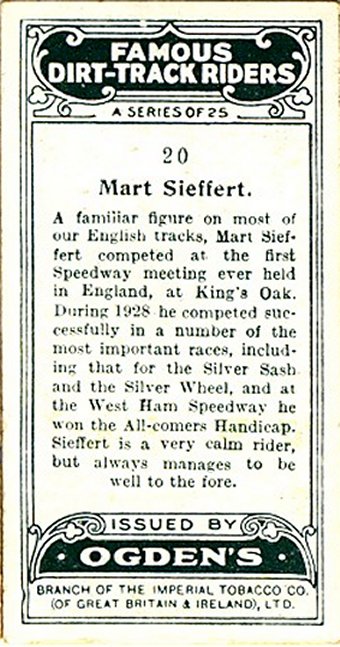 FAMOUS
DIRT-TRACK RIDERS
A SERIES OF 25
20
Mart Sieffert.
A familiar figure on most of
our English tracks, Mart Sief-
fert competed at the first
Speedway meeting ever held
in England, at King's Oak.
During 1928 he competed suc-
cessfully in a number of the
most important races, includ-
ing that for the Silver Sash
and the Silver Wheel, and at
the West Ham Speedway he
won the All-comers Handicap.
Sieffert is a very calm rider,
but always manages to be
well to the fore.
ISSUED BY
· OGDEN'S ·
BRANCH OF THE IMPERIAL TOBACCO CO.
(OF GREAT BRITAIN & IRELAND), LTD.